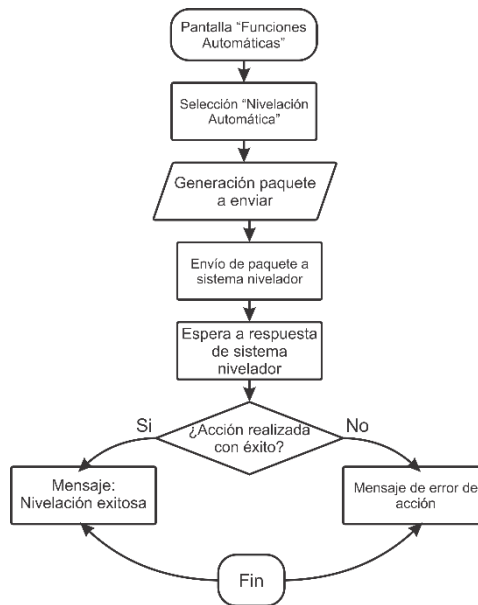 Pantalla “Funciones
Automáticas”
Selección “Nivelación
Automática”
Generación paquete
a enviar
Envío de paquete a
sistema nivelador
Espera a respuesta
de sistema
nivelador
¿Acción realizada
con éxito?
Si
No
Mensaje:
Nivelación exitosa
Mensaje de error de
acción
Fin